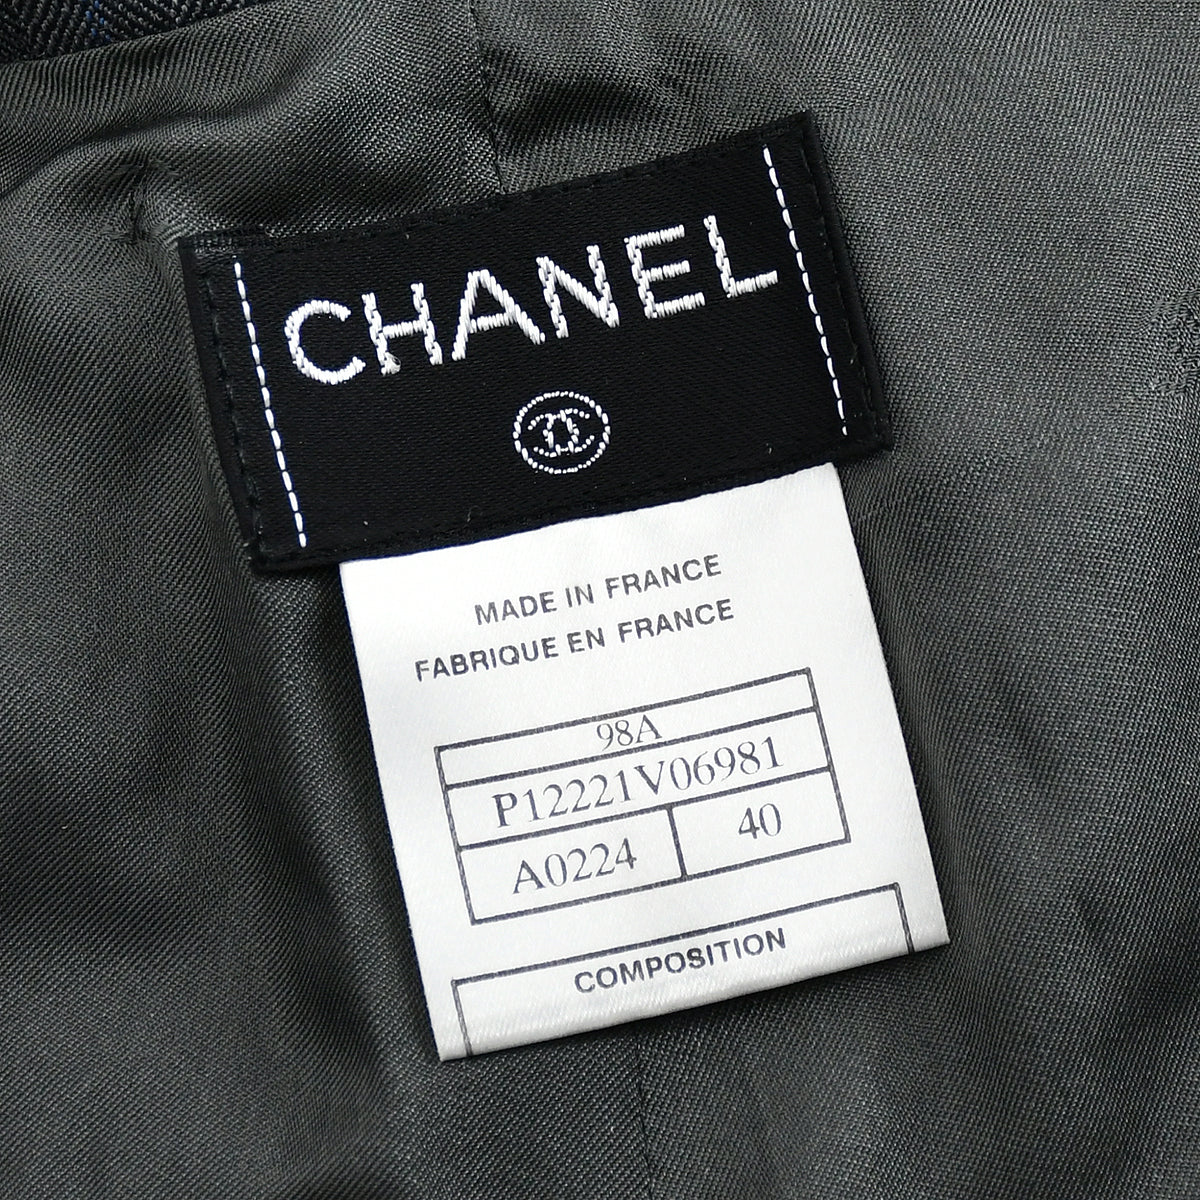 CHANEL
MADE IN FRANCE
FABRIQUE EN FRANCE
98A
P12221V06981
A0224 40
COMPOSITION